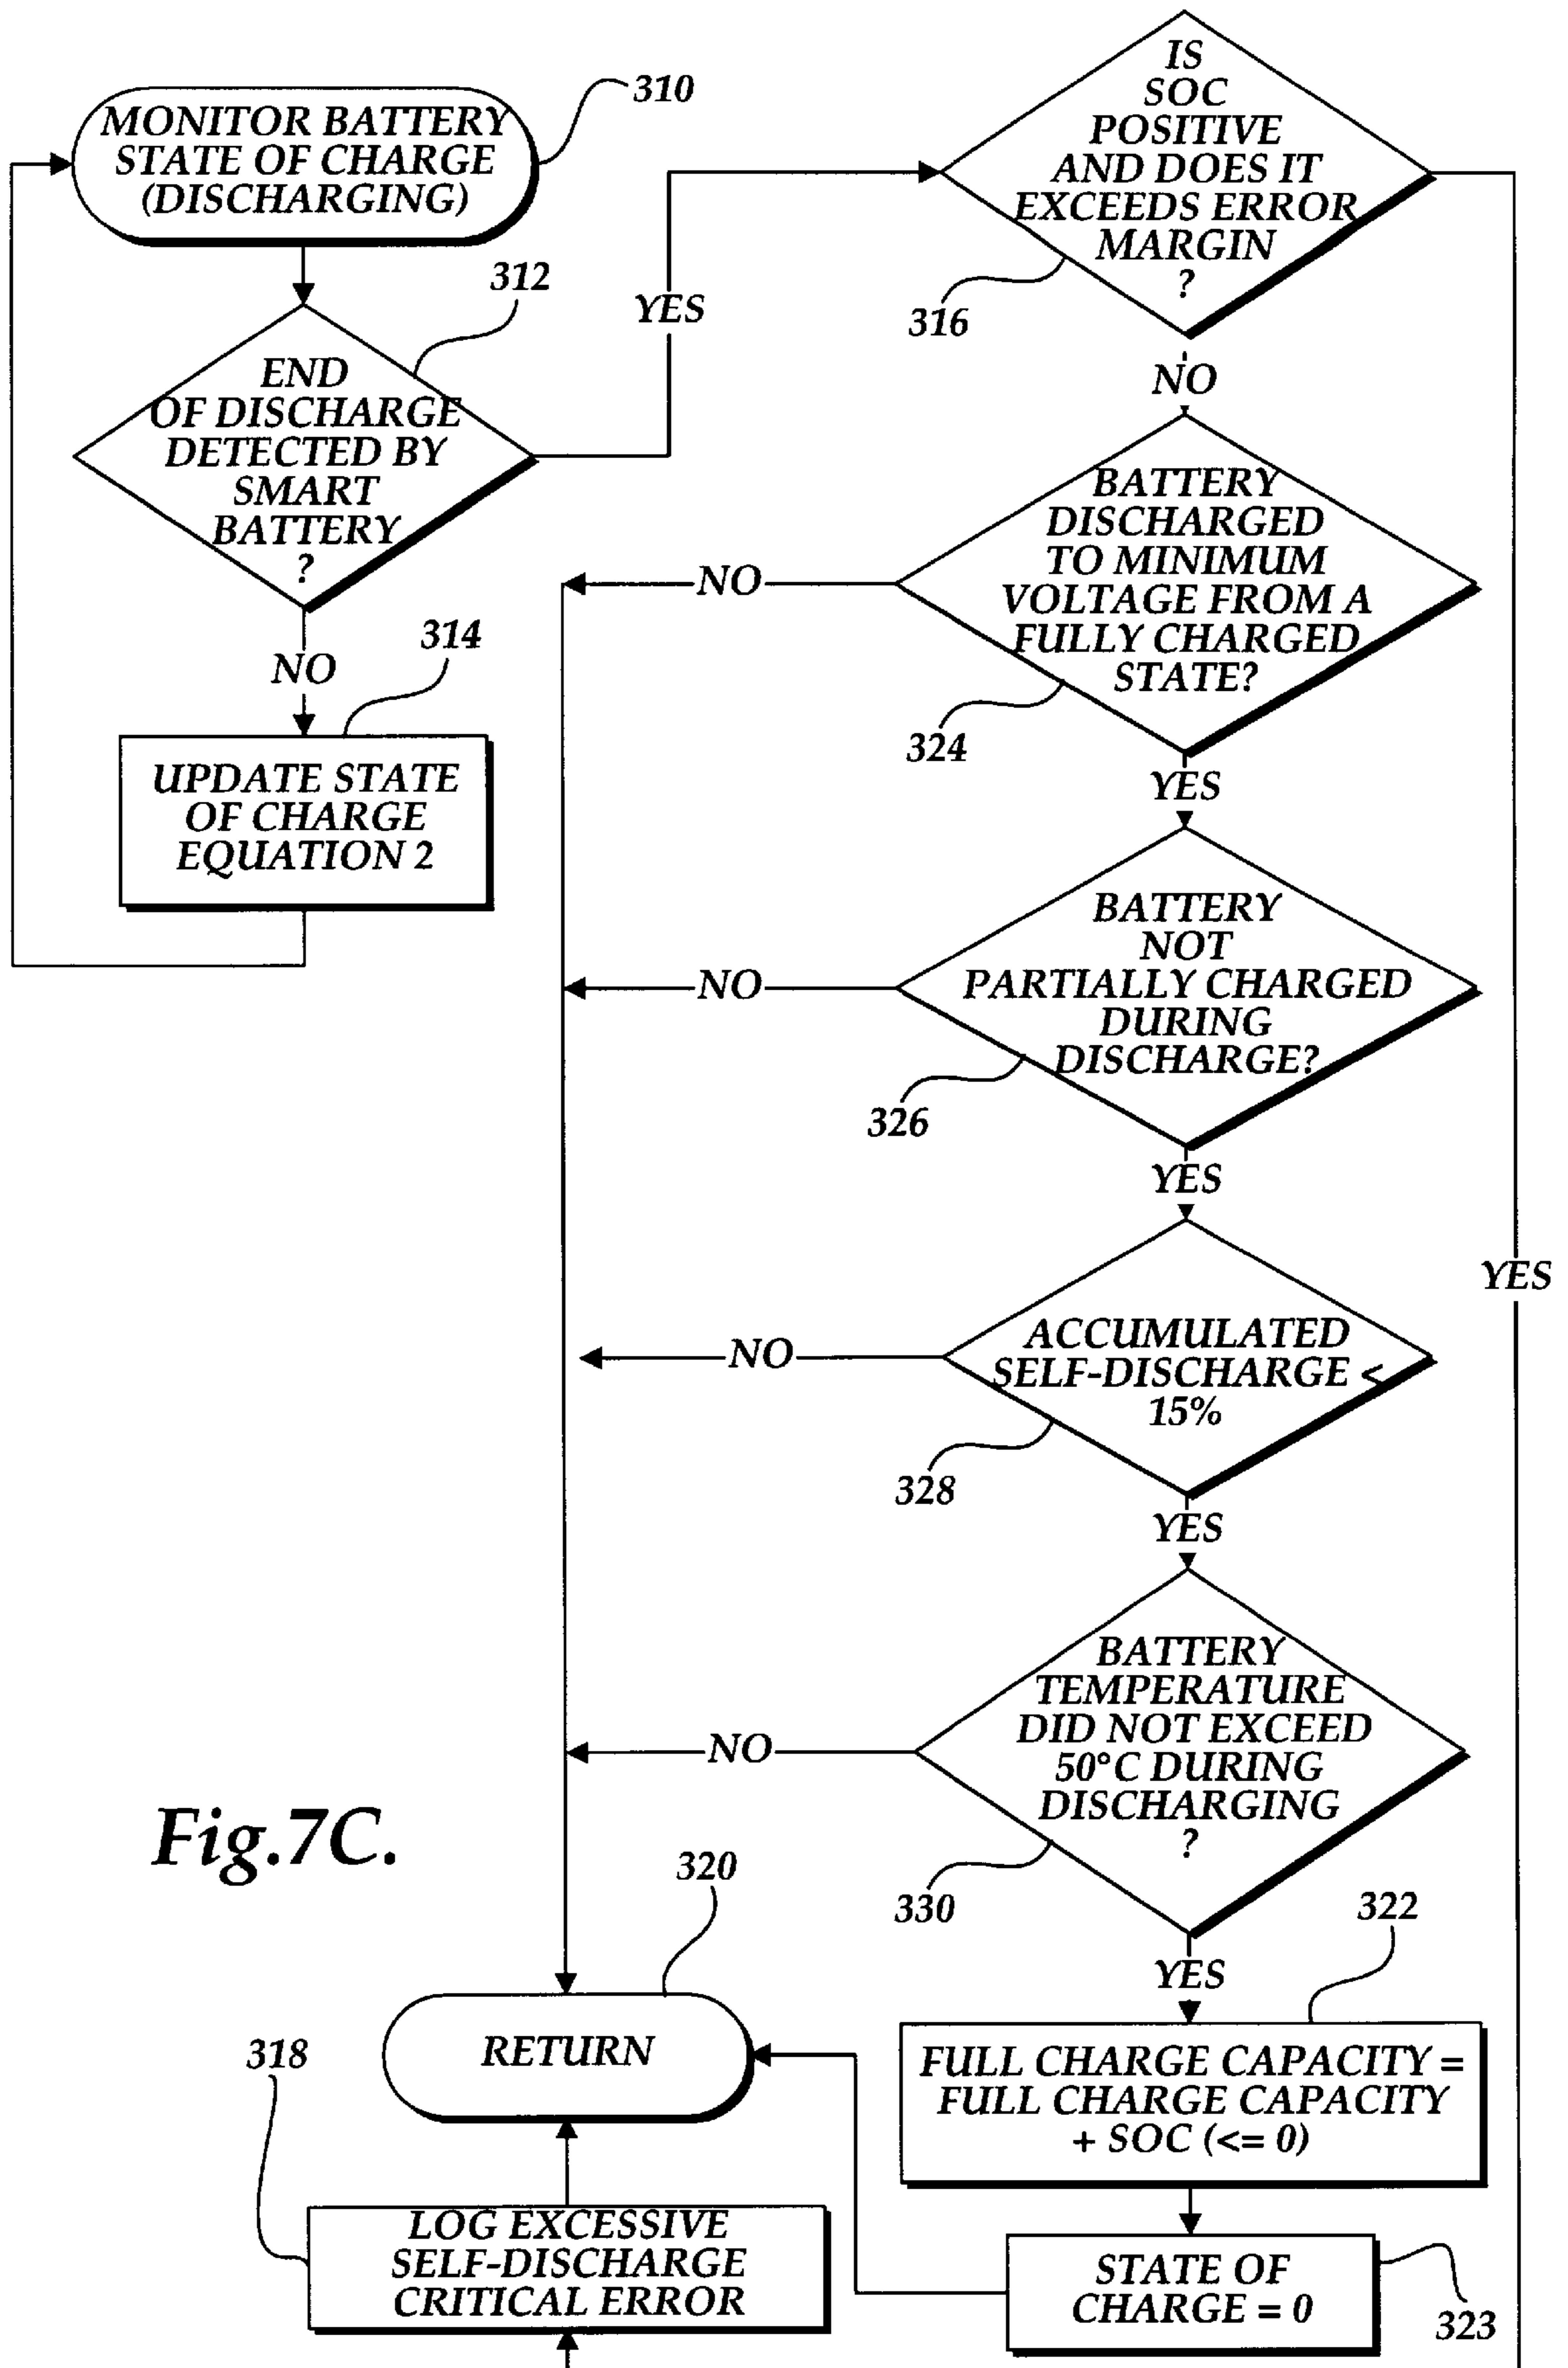 MONITOR BATTERY
STATE OF CHARGE
(DISCHARGING)
310
312
END
OF DISCHARGE
DETECTED BY
SMART
BATTERY
?
YES
NO
314
UPDATE STATE
OF CHARGE
EQUATION 2
IS
SOC
POSITIVE
AND DOES IT
EXCEEDS ERROR
MARGIN
?
316
NO
YES
BATTERY
DISCHARGED
TO MINIMUM
VOLTAGE FROM A
FULLY CHARGED
STATE?
NO
324
YES
BATTERY
NOT
PARTIALLY CHARGED
DURING
DISCHARGE?
NO
326
YES
ACCUMULATED
SELF-DISCHARGE <
15%
NO
328
YES
BATTERY
TEMPERATURE
DID NOT EXCEED
50°C DURING
DISCHARGING
?
NO
330
YES
322
FULL CHARGE CAPACITY =
FULL CHARGE CAPACITY
+ SOC (<= 0)
STATE OF
CHARGE = 0
323
320
RETURN
318
LOG EXCESSIVE
SELF-DISCHARGE
CRITICAL ERROR
Fig.7C.